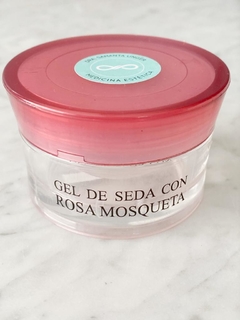 MEDICINA ESTÉTICA
GEL DE SEDA CON
ROSA MOSQUETA